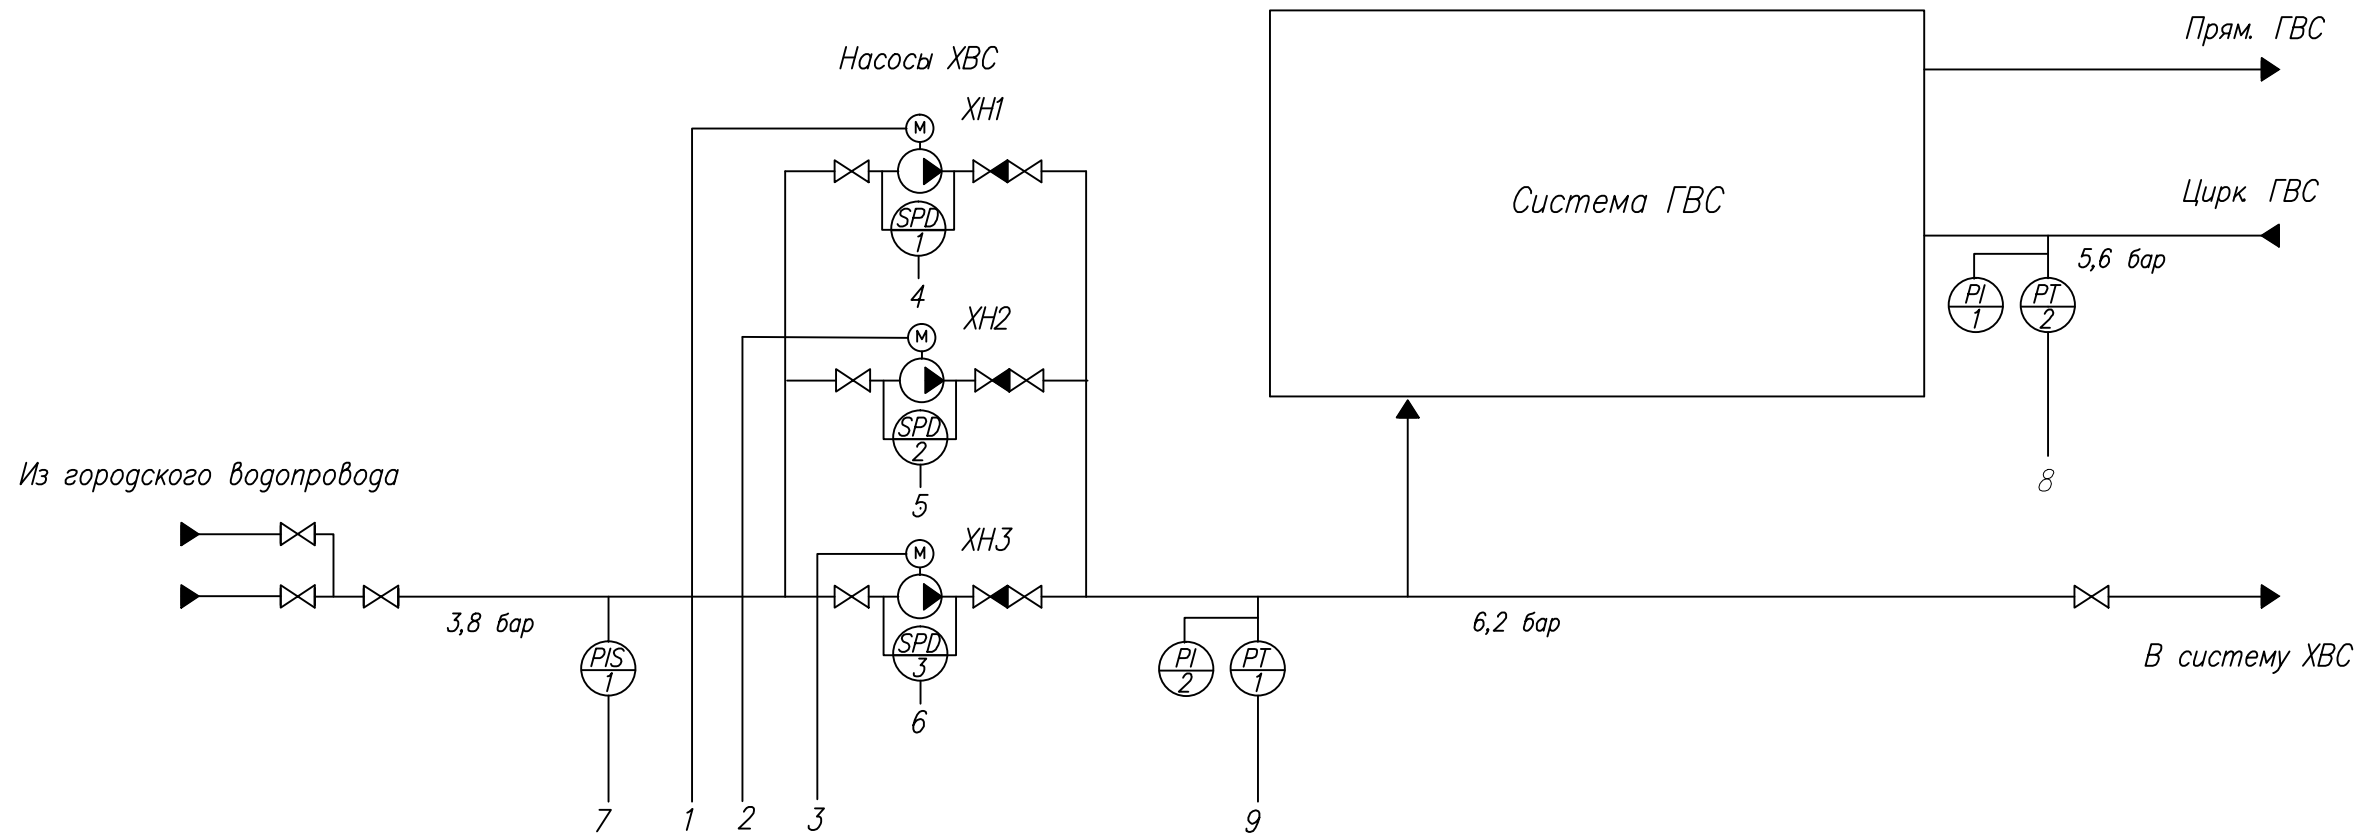 Прям. ГВС
Насосы ХВС
ХН1
М
SPD
1
4
Система ГВС
Цирк. ГВС
5,6 бар
PI
1
PT
2
8
ХН2
М
SPD
2
5
Из городского водопровода
ХН3
М
SPD
3
6
3,8 бар
PIS
1
PI
2
PT
1
6,2 бар
В систему ХВС
7
1
2
3
9